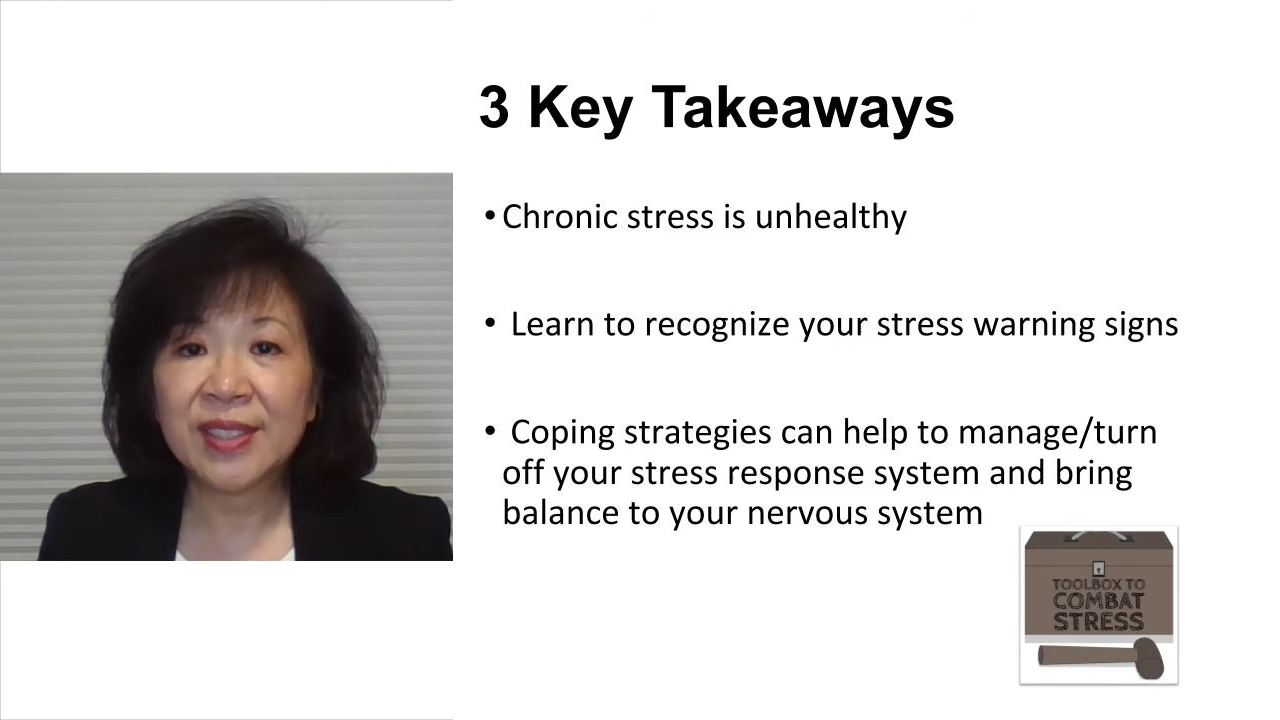 3 Key Takeaways
• Chronic stress is unhealthy
• Learn to recognize your stress warning signs
• Coping strategies can help to manage/turn
off your stress response system and bring
balance to your nervous system
TOOLBOX TO
COMBAT
STRESS